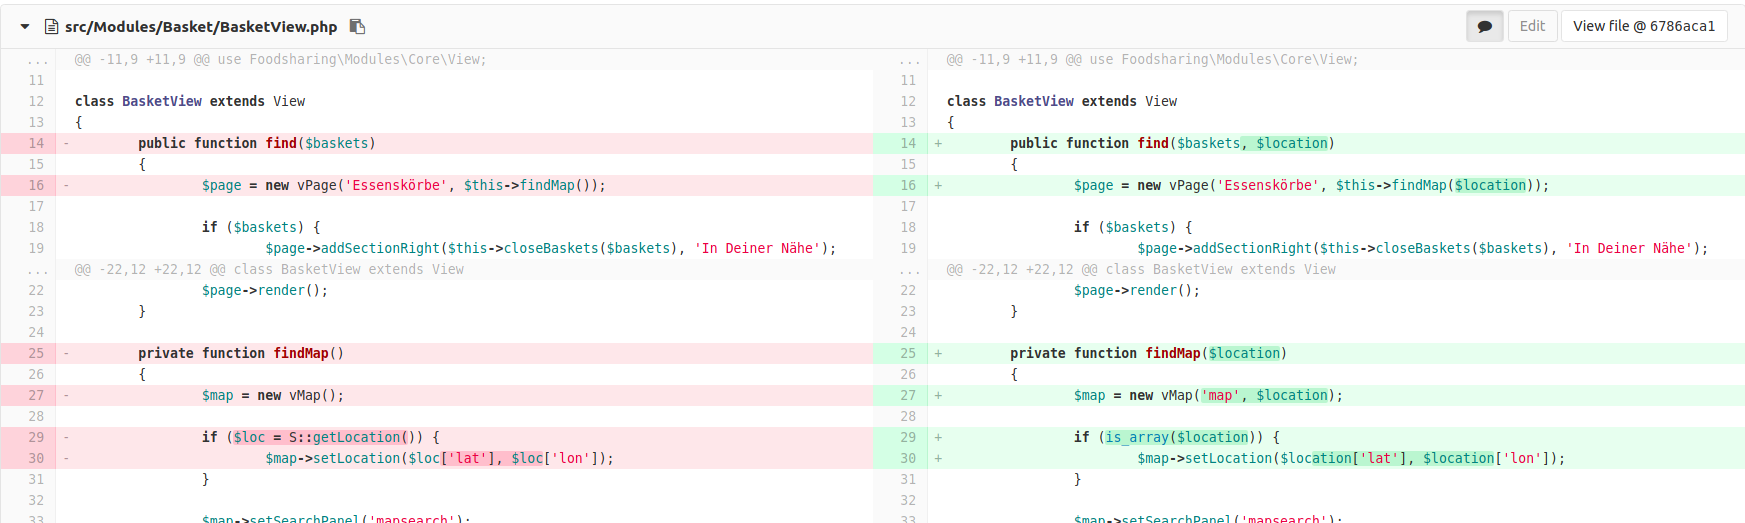 src/Modules/Basket/BasketView.php
Edit
View file @ 6786aca1
... @@ -11,9 +11,9 @@ use Foodsharing\Modules\Core\View;
11
12 class BasketView extends View
13 {
14 - public function find($baskets)
15 {
16 - $page = new vPage('Essenskörbe', $this->findMap());
17
18 if ($baskets) {
19 $page->addSectionRight($this->closeBaskets($baskets), 'In Deiner Nähe');
... @@ -22,12 +22,12 @@ class BasketView extends View
22 $page->render();
23 }
24
25 - private function findMap()
26 {
27 - $map = new vMap();
28
29 - if ($loc = S::getLocation()) {
30 - $map->setLocation($loc['lat'], $loc['lon']);
31 }
32
33 $map->setSearchPanel('mapsearch');
... @@ -11,9 +11,9 @@ use Foodsharing\Modules\Core\View;
11
12 class BasketView extends View
13 {
14 + public function find($baskets, $location)
15 {
16 + $page = new vPage('Essenskörbe', $this->findMap($location));
17
18 if ($baskets) {
19 $page->addSectionRight($this->closeBaskets($baskets), 'In Deiner Nähe');
... @@ -22,12 +22,12 @@ class BasketView extends View
22 $page->render();
23 }
24
25 + private function findMap($location)
26 {
27 + $map = new vMap('map', $location);
28
29 + if (is_array($location)) {
30 + $map->setLocation($location['lat'], $location['lon']);
31 }
32
33 $map->setSearchPanel('mapsearch');